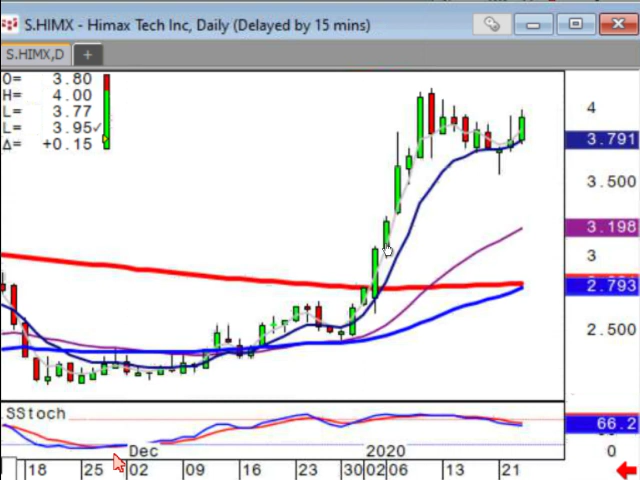 S.HIMX - Himax Tech Inc, Daily (Delayed by 15 mins)
S.HIMX,D
O= 3.80
H= 4.00
L= 3.77
L= 3.95✓
Δ= +0.15
4
3.791
3.500
3.198
3
2.793
2.500
SStoch
66.2
0
Dec
2020
18
25
02
09
16
23
30
02
06
13
21